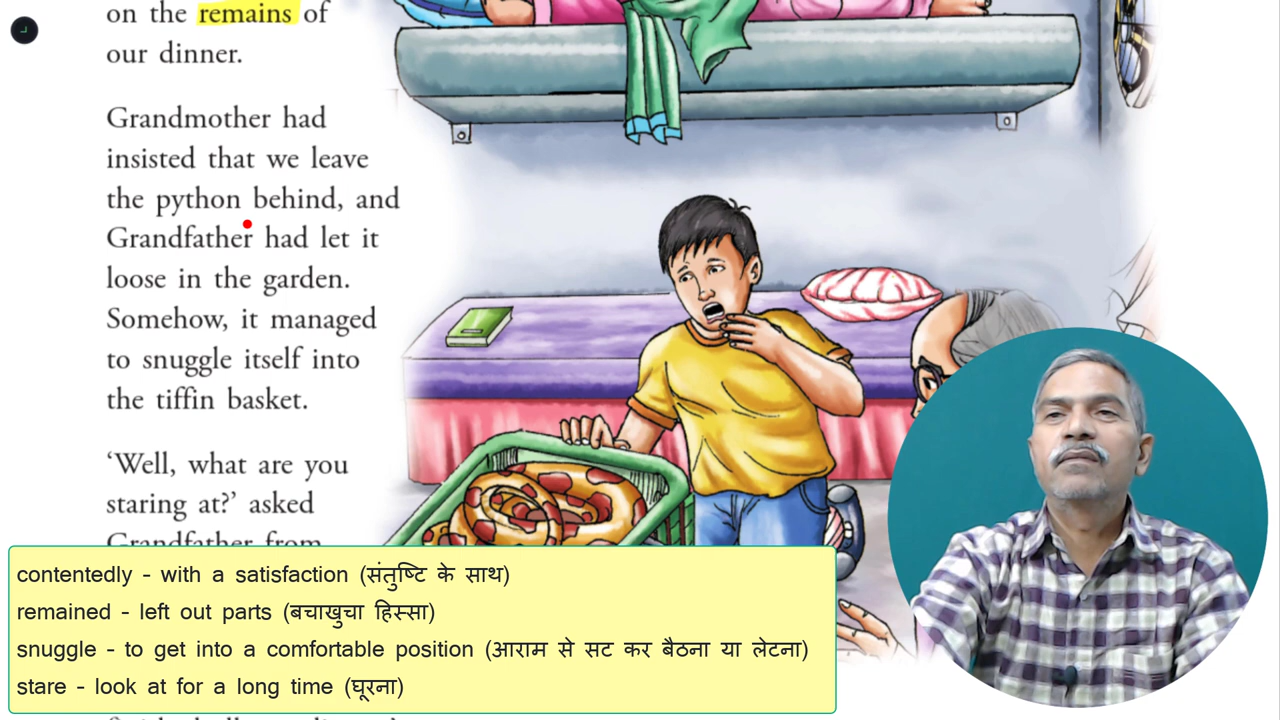 on the remains of
our dinner.
Grandmother had
insisted that we leave
the python behind, and
Grandfather had let it
loose in the garden.
Somehow, it managed
to snuggle itself into
the tiffin basket.
‘Well, what are you
staring at?’ asked
Grandfather from
contentedly - with a satisfaction (संतुष्टि के साथ)
remained - left out parts (बचाखुचा हिस्सा)
snuggle - to get into a comfortable position (आराम से सट कर बैठना या लेटना)
stare - look at for a long time (घूरना)